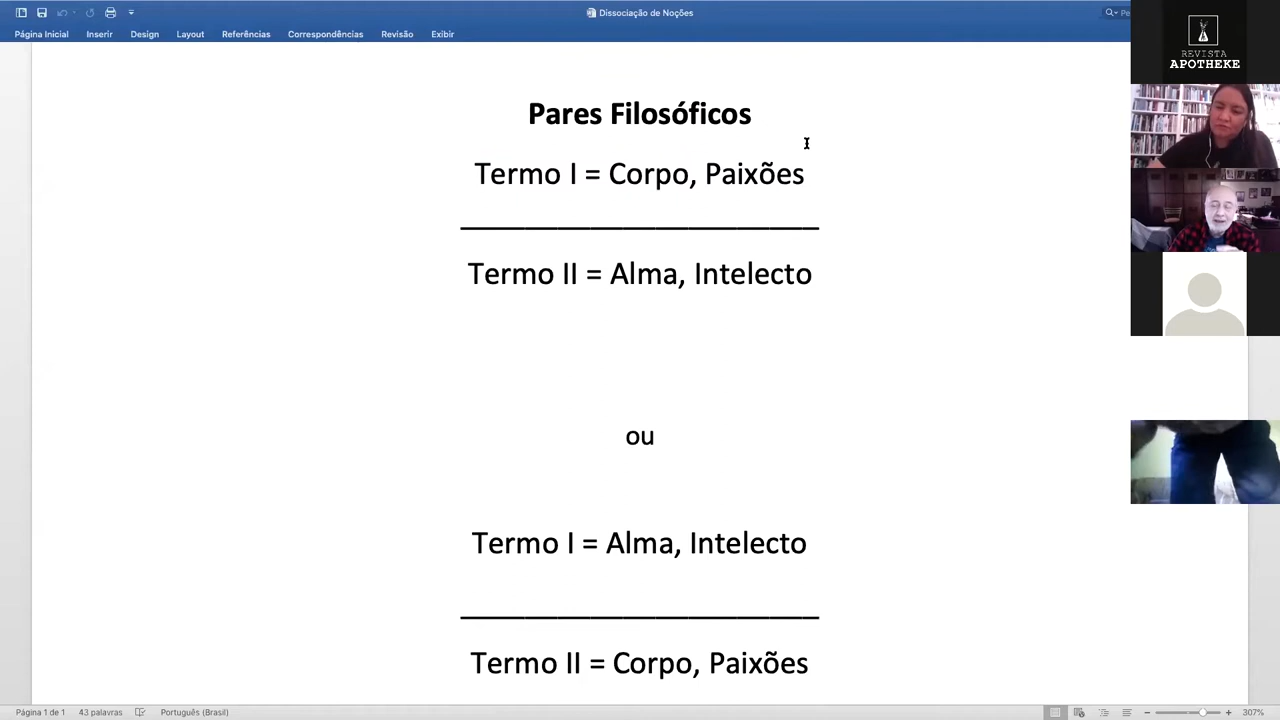 Dissociação de Noções
Pe
Página Inicial Inserir Design Layout Referências Correspondências Revisão Exibir
REVISTA
APOTHEKE
Pares Filosóficos
Termo I = Corpo, Paixões
Termo II = Alma, Intelecto
ou
Termo I = Alma, Intelecto
Termo II = Corpo, Paixões
Página 1 de 1 43 palavras Português (Brasil) 307%